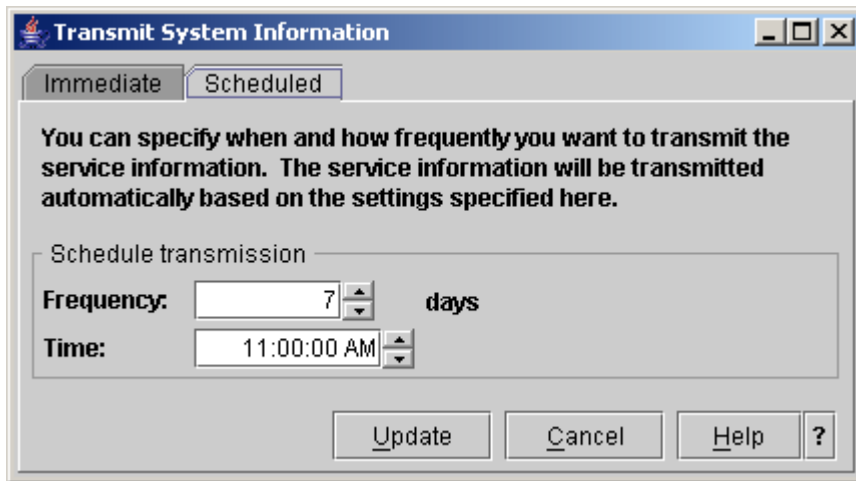 Transmit System Information
Immediate
Scheduled
You can specify when and how frequently you want to transmit the
service information. The service information will be transmitted
automatically based on the settings specified here.
Schedule transmission
Frequency: 7 days
Time: 11:00:00 AM
Update Cancel Help ?